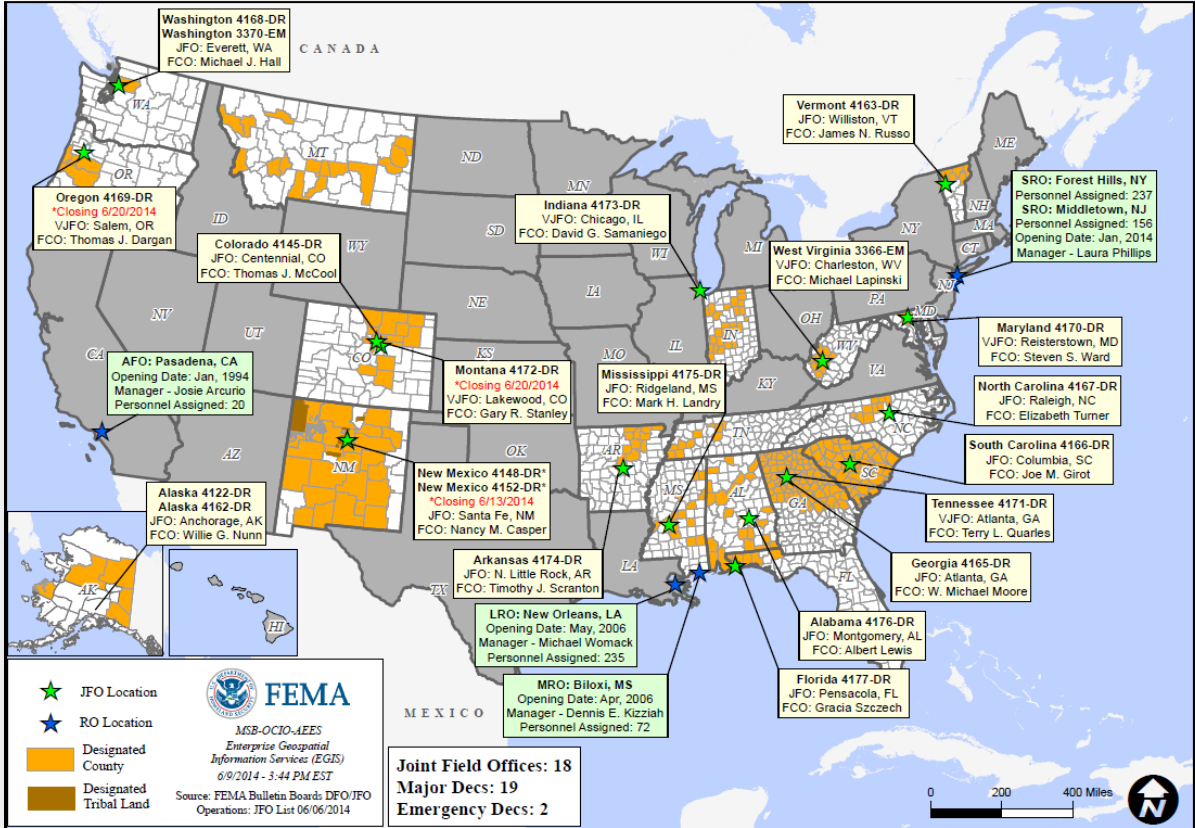 Washington 4168-DR
Washington 3370-EM
JFO: Everett, WA
FCO: Michael J. Hall
CANADA
WA
MT
ND
MN
ME
Vermont 4163-DR
JFO: Williston, VT
FCO: James N. Russo
OR
Oregon 4169-DR
*Closing 6/20/2014
VJFO: Salem, OR
FCO: Thomas J. Dargan
ID
WY
SD
WI
MI
NY
NH
MA
CT
NJ
PA
MD
SRO: Forest Hills, NY
Personnel Assigned: 237
SRO: Middletown, NJ
Personnel Assigned: 156
Opening Date: Jan, 2014
Manager - Laura Phillips
Indiana 4173-DR
VJFO: Chicago, IL
FCO: David G. Samaniego
Colorado 4145-DR
JFO: Centennial, CO
FCO: Thomas J. McCool
West Virginia 3366-EM
VJFO: Charleston, WV
FCO: Michael Lapinski
NV
UT
CA
CO
NE
IA
KS
MO
IL
IN
OH
WV
VA
KY
Maryland 4170-DR
VJFO: Reisterstown, MD
FCO: Steven S. Ward
AFO: Pasadena, CA
Opening Date: Jan, 1994
Manager - Josie Arcurio
Personnel Assigned: 20
Montana 4172-DR
*Closing 6/20/2014
VJFO: Lakewood, CO
FCO: Gary R. Stanley
Mississippi 4175-DR
JFO: Ridgeland, MS
FCO: Mark H. Landry
North Carolina 4167-DR
JFO: Raleigh, NC
FCO: Elizabeth Turner
AZ
NM
OK
AR
TN
NC
SC
MS
AL
GA
South Carolina 4166-DR
JFO: Columbia, SC
FCO: Joe M. Girot
New Mexico 4148-DR*
New Mexico 4152-DR*
*Closing 6/13/2014
JFO: Santa Fe, NM
FCO: Nancy M. Casper
Tennessee 4171-DR
VJFO: Atlanta, GA
FCO: Terry L. Quarles
Alaska 4122-DR
Alaska 4162-DR
JFO: Anchorage, AK
FCO: Willie G. Nunn
Arkansas 4174-DR
JFO: N. Little Rock, AR
FCO: Timothy J. Scranton
Georgia 4165-DR
JFO: Atlanta, GA
FCO: W. Michael Moore
TX
LA
FL
AK
HI
LRO: New Orleans, LA
Opening Date: May, 2006
Manager - Michael Womack
Personnel Assigned: 235
Alabama 4176-DR
JFO: Montgomery, AL
FCO: Albert Lewis
MRO: Biloxi, MS
Opening Date: Apr, 2006
Manager - Dennis E. Kizziah
Personnel Assigned: 72
Florida 4177-DR
JFO: Pensacola, FL
FCO: Gracia Szczech
MEXICO
JFO Location
RO Location
Designated
County
Designated
Tribal Land
FEMA
MSB-OCIO-AEES
Enterprise Geospatial
Information Services (EGIS)
6/9/2014 - 3:44 PM EST
Source: FEMA Bulletin Boards DFO/JFO
Operations: JFO List 06/06/2014
Joint Field Offices: 18
Major Decs: 19
Emergency Decs: 2
0 200 400 Miles
N